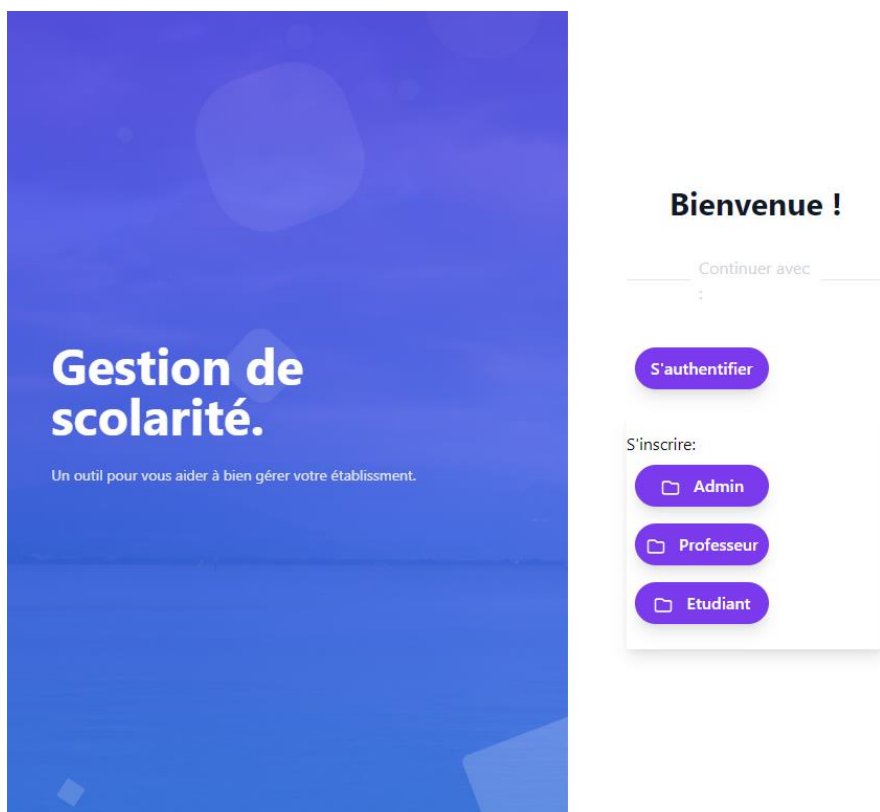 Gestion de
scolarité.
Un outil pour vous aider à bien gérer votre établissment.
Bienvenue !
Continuer avec
:
S'authentifier
S'inscrire:
Admin
Professeur
Etudiant